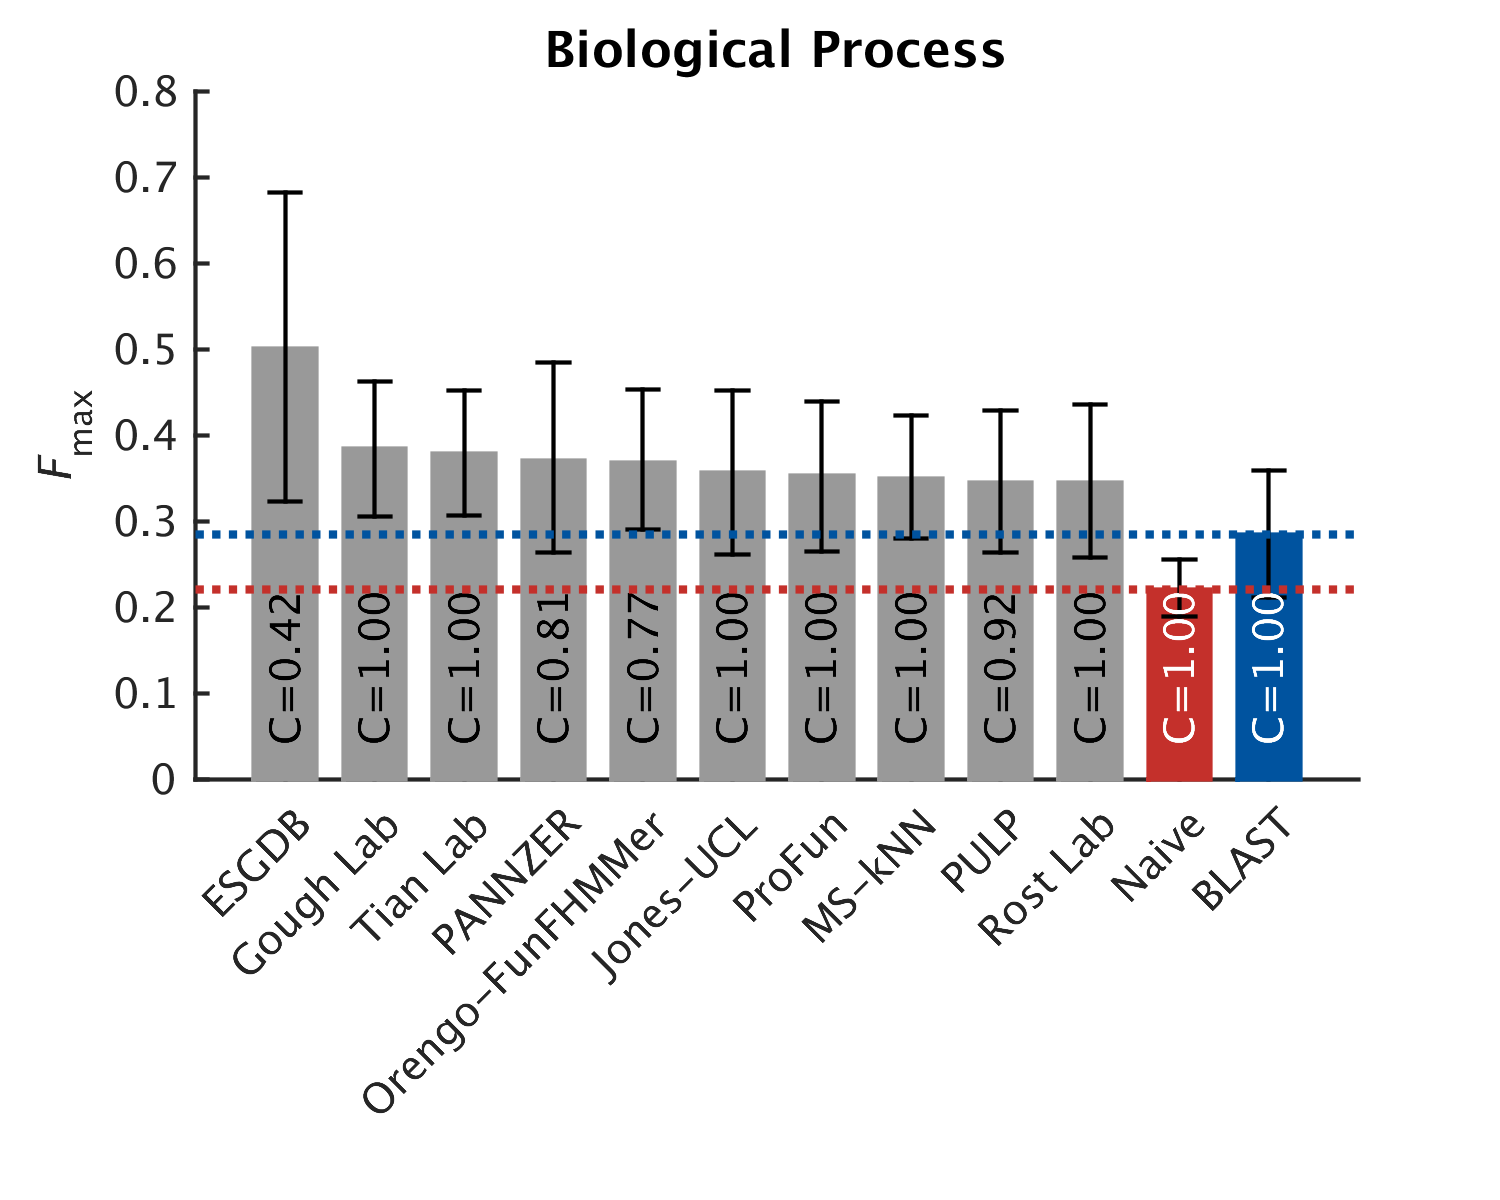 Biological Process
0.8
0.7
0.6
0.5
0.4
0.3
0.2
0.1
0
Fmax
C=0.42
C=1.00
C=1.00
C=0.81
C=0.77
C=1.00
C=1.00
C=1.00
C=0.92
C=1.00
C=1.00
C=1.00
ESGDB
Gough Lab
Tian Lab
PANNZER
Orengo-FunFHMMer
Jones-UCL
ProFun
MS-kNN
PULP
Rost Lab
Naive
BLAST